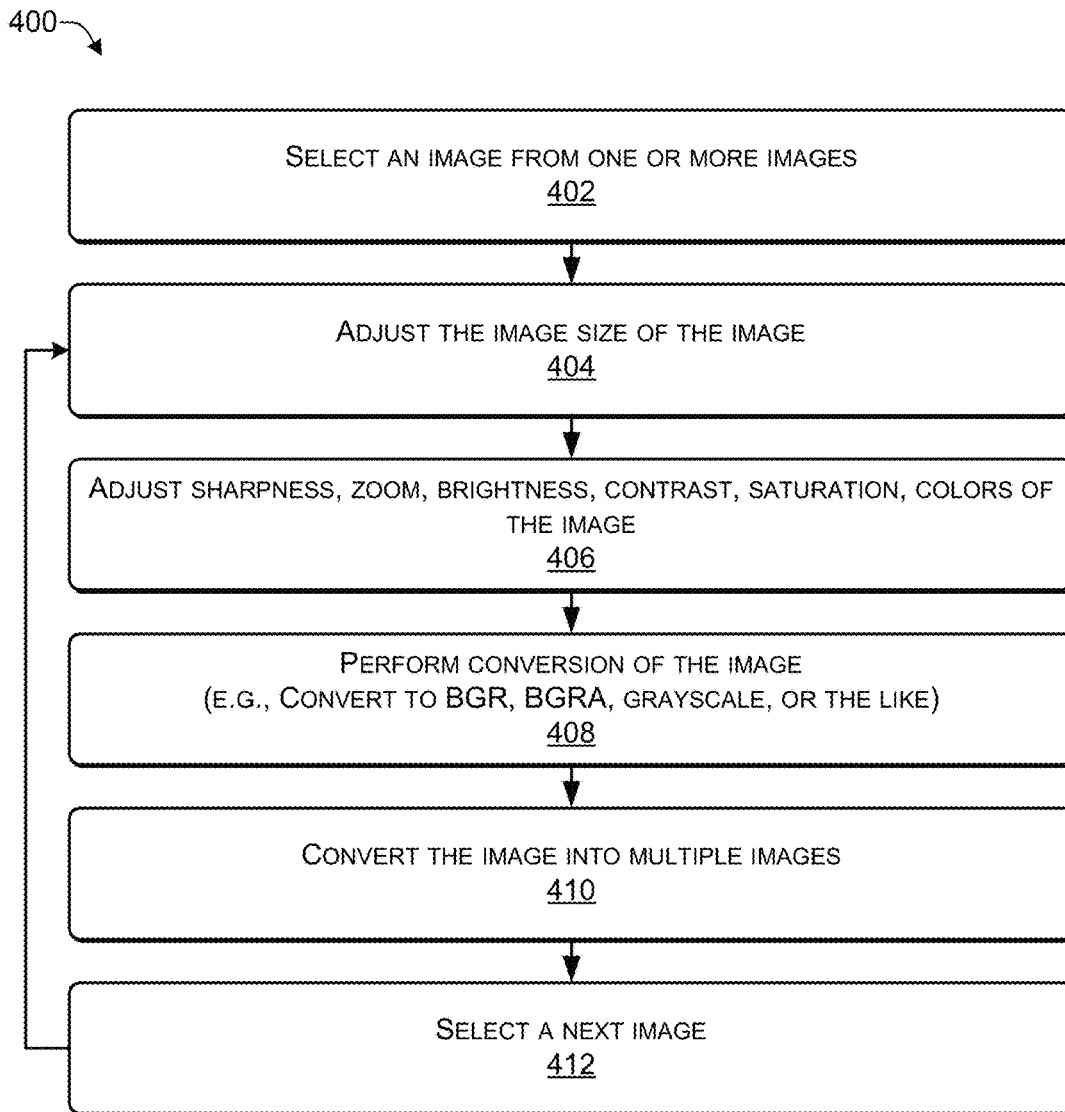 400
SELECT AN IMAGE FROM ONE OR MORE IMAGES
402
ADJUST THE IMAGE SIZE OF THE IMAGE
404
ADJUST SHARPNESS, ZOOM, BRIGHTNESS, CONTRAST, SATURATION, COLORS OF
THE IMAGE
406
PERFORM CONVERSION OF THE IMAGE
(E.G., CONVERT TO BGR, BGRA, GRAYSCALE, OR THE LIKE)
408
CONVERT THE IMAGE INTO MULTIPLE IMAGES
410
SELECT A NEXT IMAGE
412